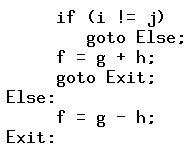 if (i != j)
goto Else;
f = g + h;
goto Exit;
Else:
f = g - h;
Exit: